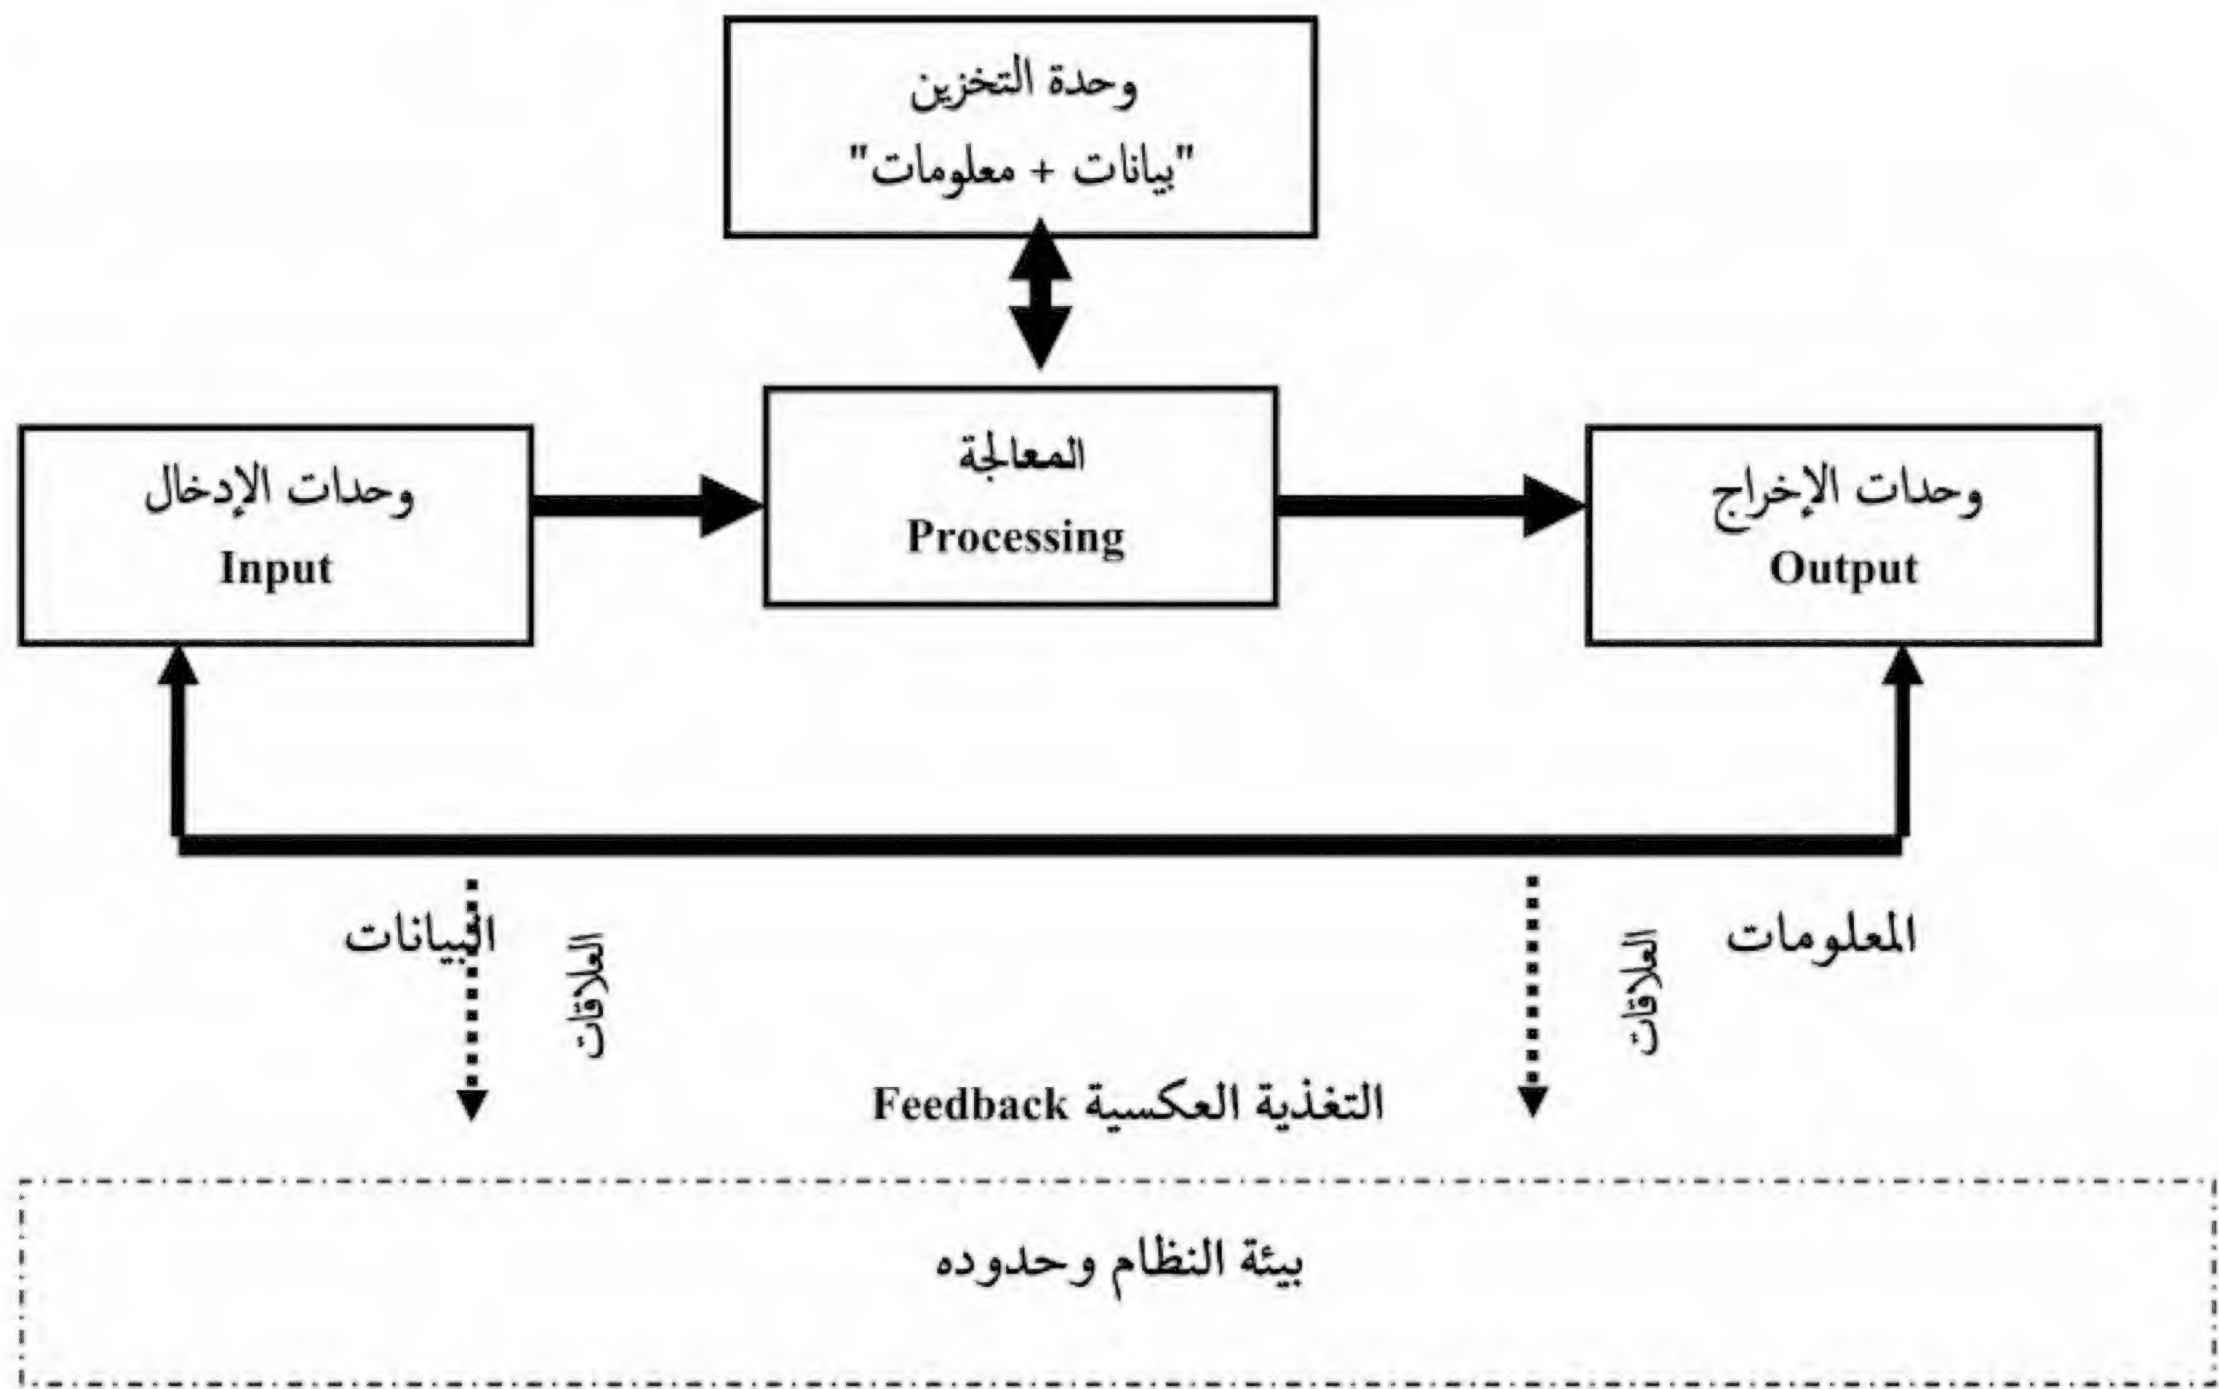 وحدة التخزين
"بيانات + معلومات"
المعالجة
Processing
وحدات الإدخال
Input
وحدات الإخراج
Output
البيانات
العلاقات
المعلومات
العلاقات
التغذية العكسية Feedback
بيئة النظام وحدوده